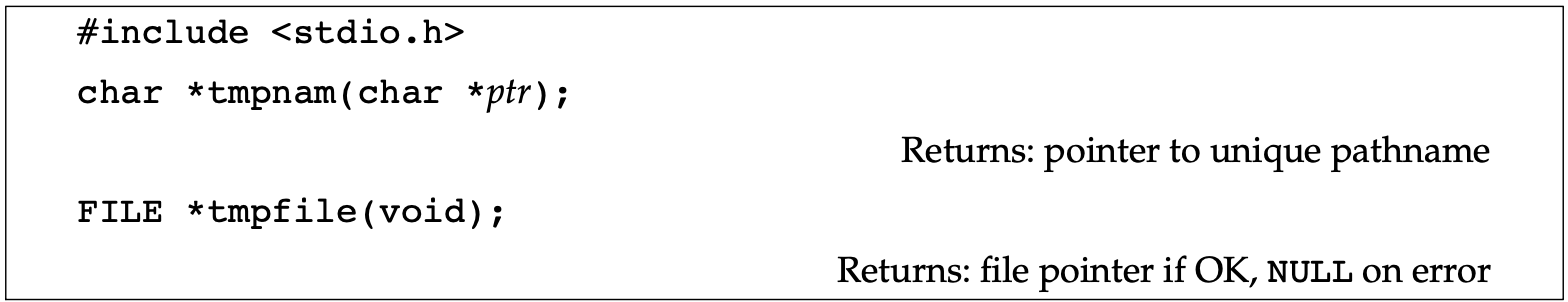 #include <stdio.h>
char *tmpnam(char *ptr);
Returns: pointer to unique pathname
FILE *tmpfile(void);
Returns: file pointer if OK, NULL on error